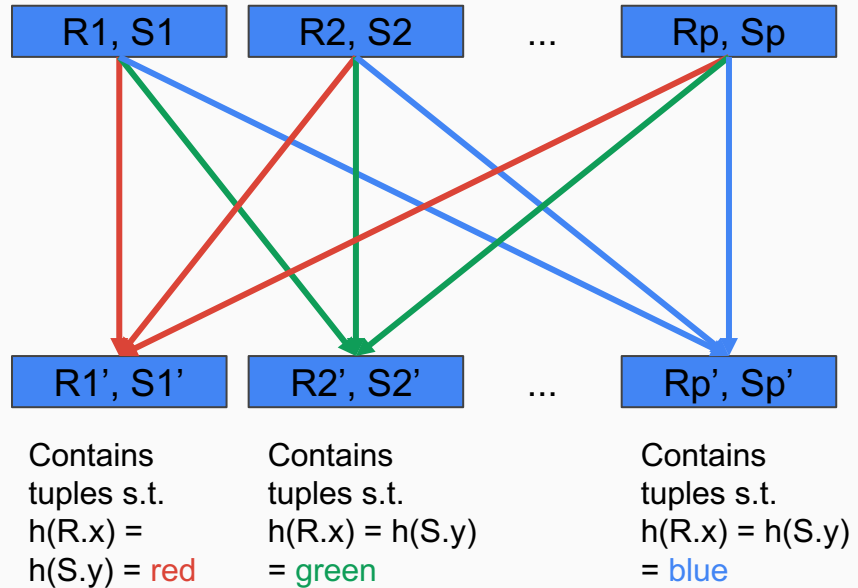 R1, S1
R2, S2
...
Rp, Sp
R1’, S1’
R2’, S2’
...
Rp’, Sp’
Contains
tuples s.t.
h(R.x) =
h(S.y) = red
Contains
tuples s.t.
h(R.x) = h(S.y)
= green
Contains
tuples s.t.
h(R.x) = h(S.y)
= blue